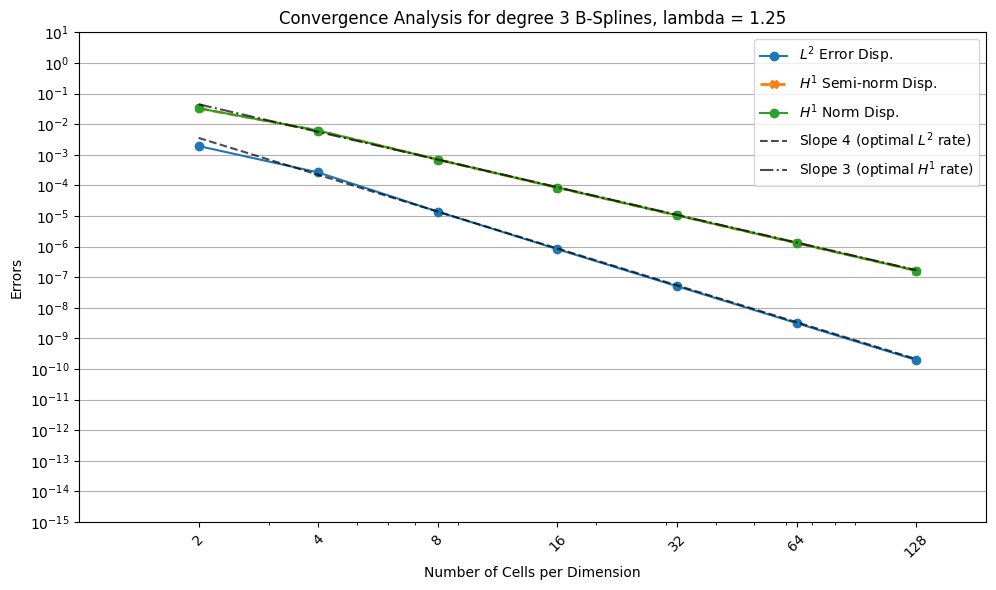 Convergence Analysis for degree 3 B-Splines, lambda = 1.25
Errors
10^1
10^0
10^-1
10^-2
10^-3
10^-4
10^-5
10^-6
10^-7
10^-8
10^-9
10^-10
10^-11
10^-12
10^-13
10^-14
10^-15
L^2 Error Disp.
H^1 Semi-norm Disp.
H^1 Norm Disp.
Slope 4 (optimal L^2 rate)
Slope 3 (optimal H^1 rate)
2 4 8 16 32 64 128
Number of Cells per Dimension